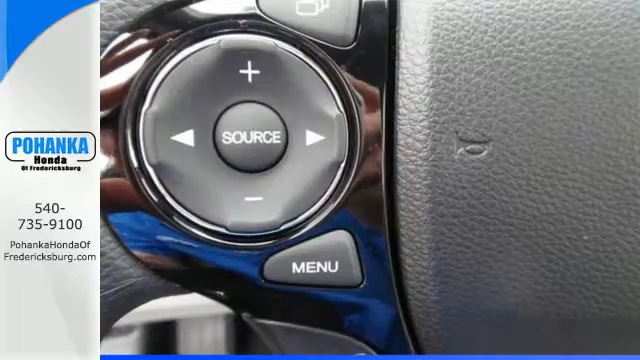 POHANKA
Honda
Of Fredericksburg
540-
735-9100
PohankaHondaOf
Fredericksburg.com
+
SOURCE
-
MENU